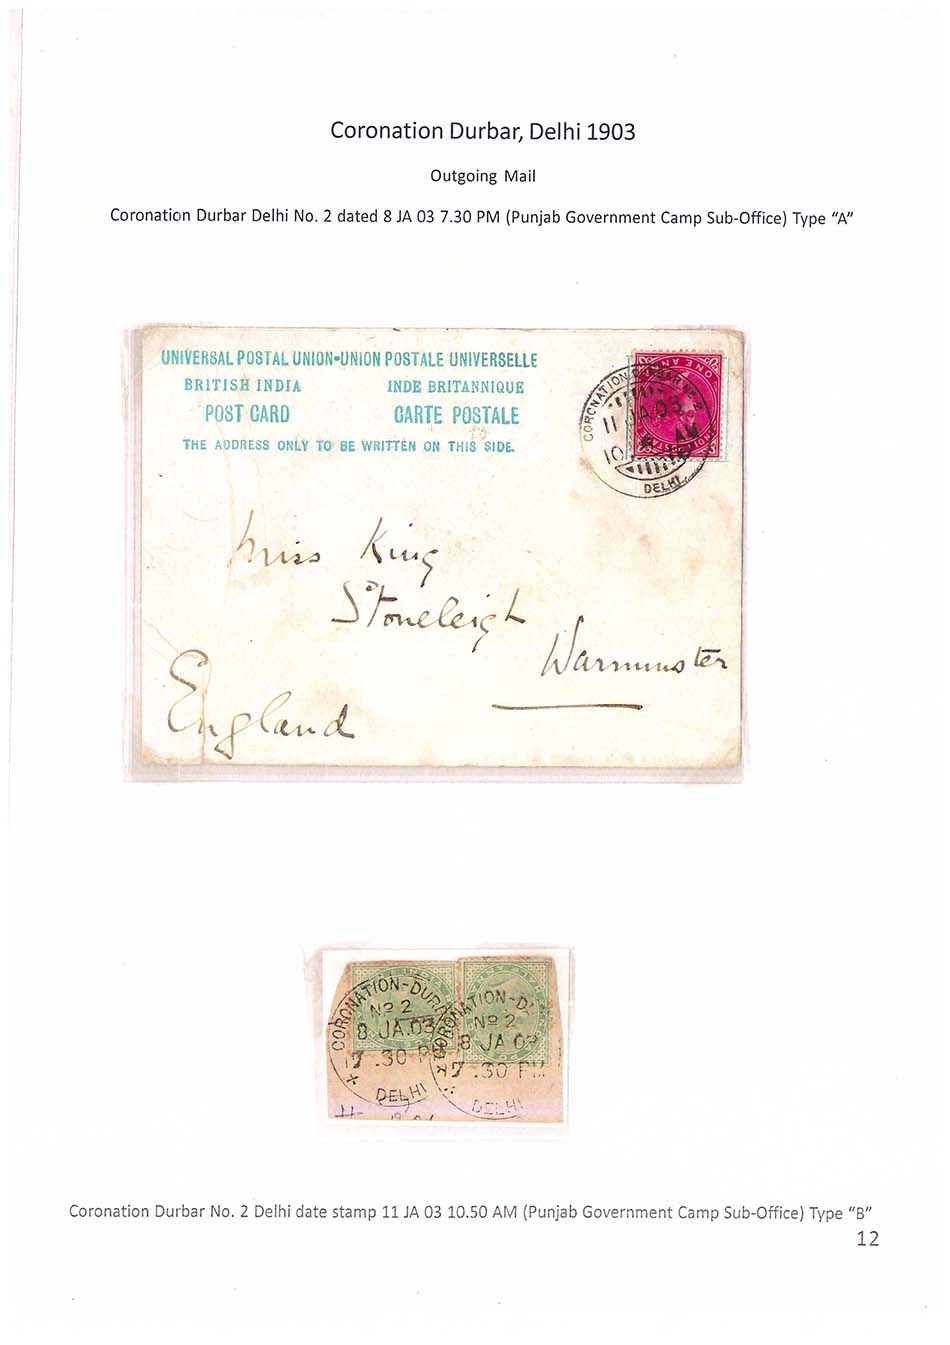 Coronation Durbar, Delhi 1903
Outgoing Mail
Coronation Durbar Delhi No. 2 dated 8 JA 03 7.30 PM (Punjab Government Camp Sub-Office) Type “A”
UNIVERSAL POSTAL UNION-UNION POSTALE UNIVERSELLE
BRITISH INDIA INDE BRITANNIQUE
POST CARD CARTE POSTALE
THE ADDRESS ONLY TO BE WRITTEN ON THIS SIDE.
ONE AN
CORONATION DURBAR
11 JA 03
10 AM
DELHI
Miss King
Stoneleigh
Warminster
England
CORONATION-DURB
No 2
8 JA.03
7.30 PM
DELHI
CORONATION-D
No 2
8 JA 03
7.30 PM
DELHI
Coronation Durbar No. 2 Delhi date stamp 11 JA 03 10.50 AM (Punjab Government Camp Sub-Office) Type “B”
12